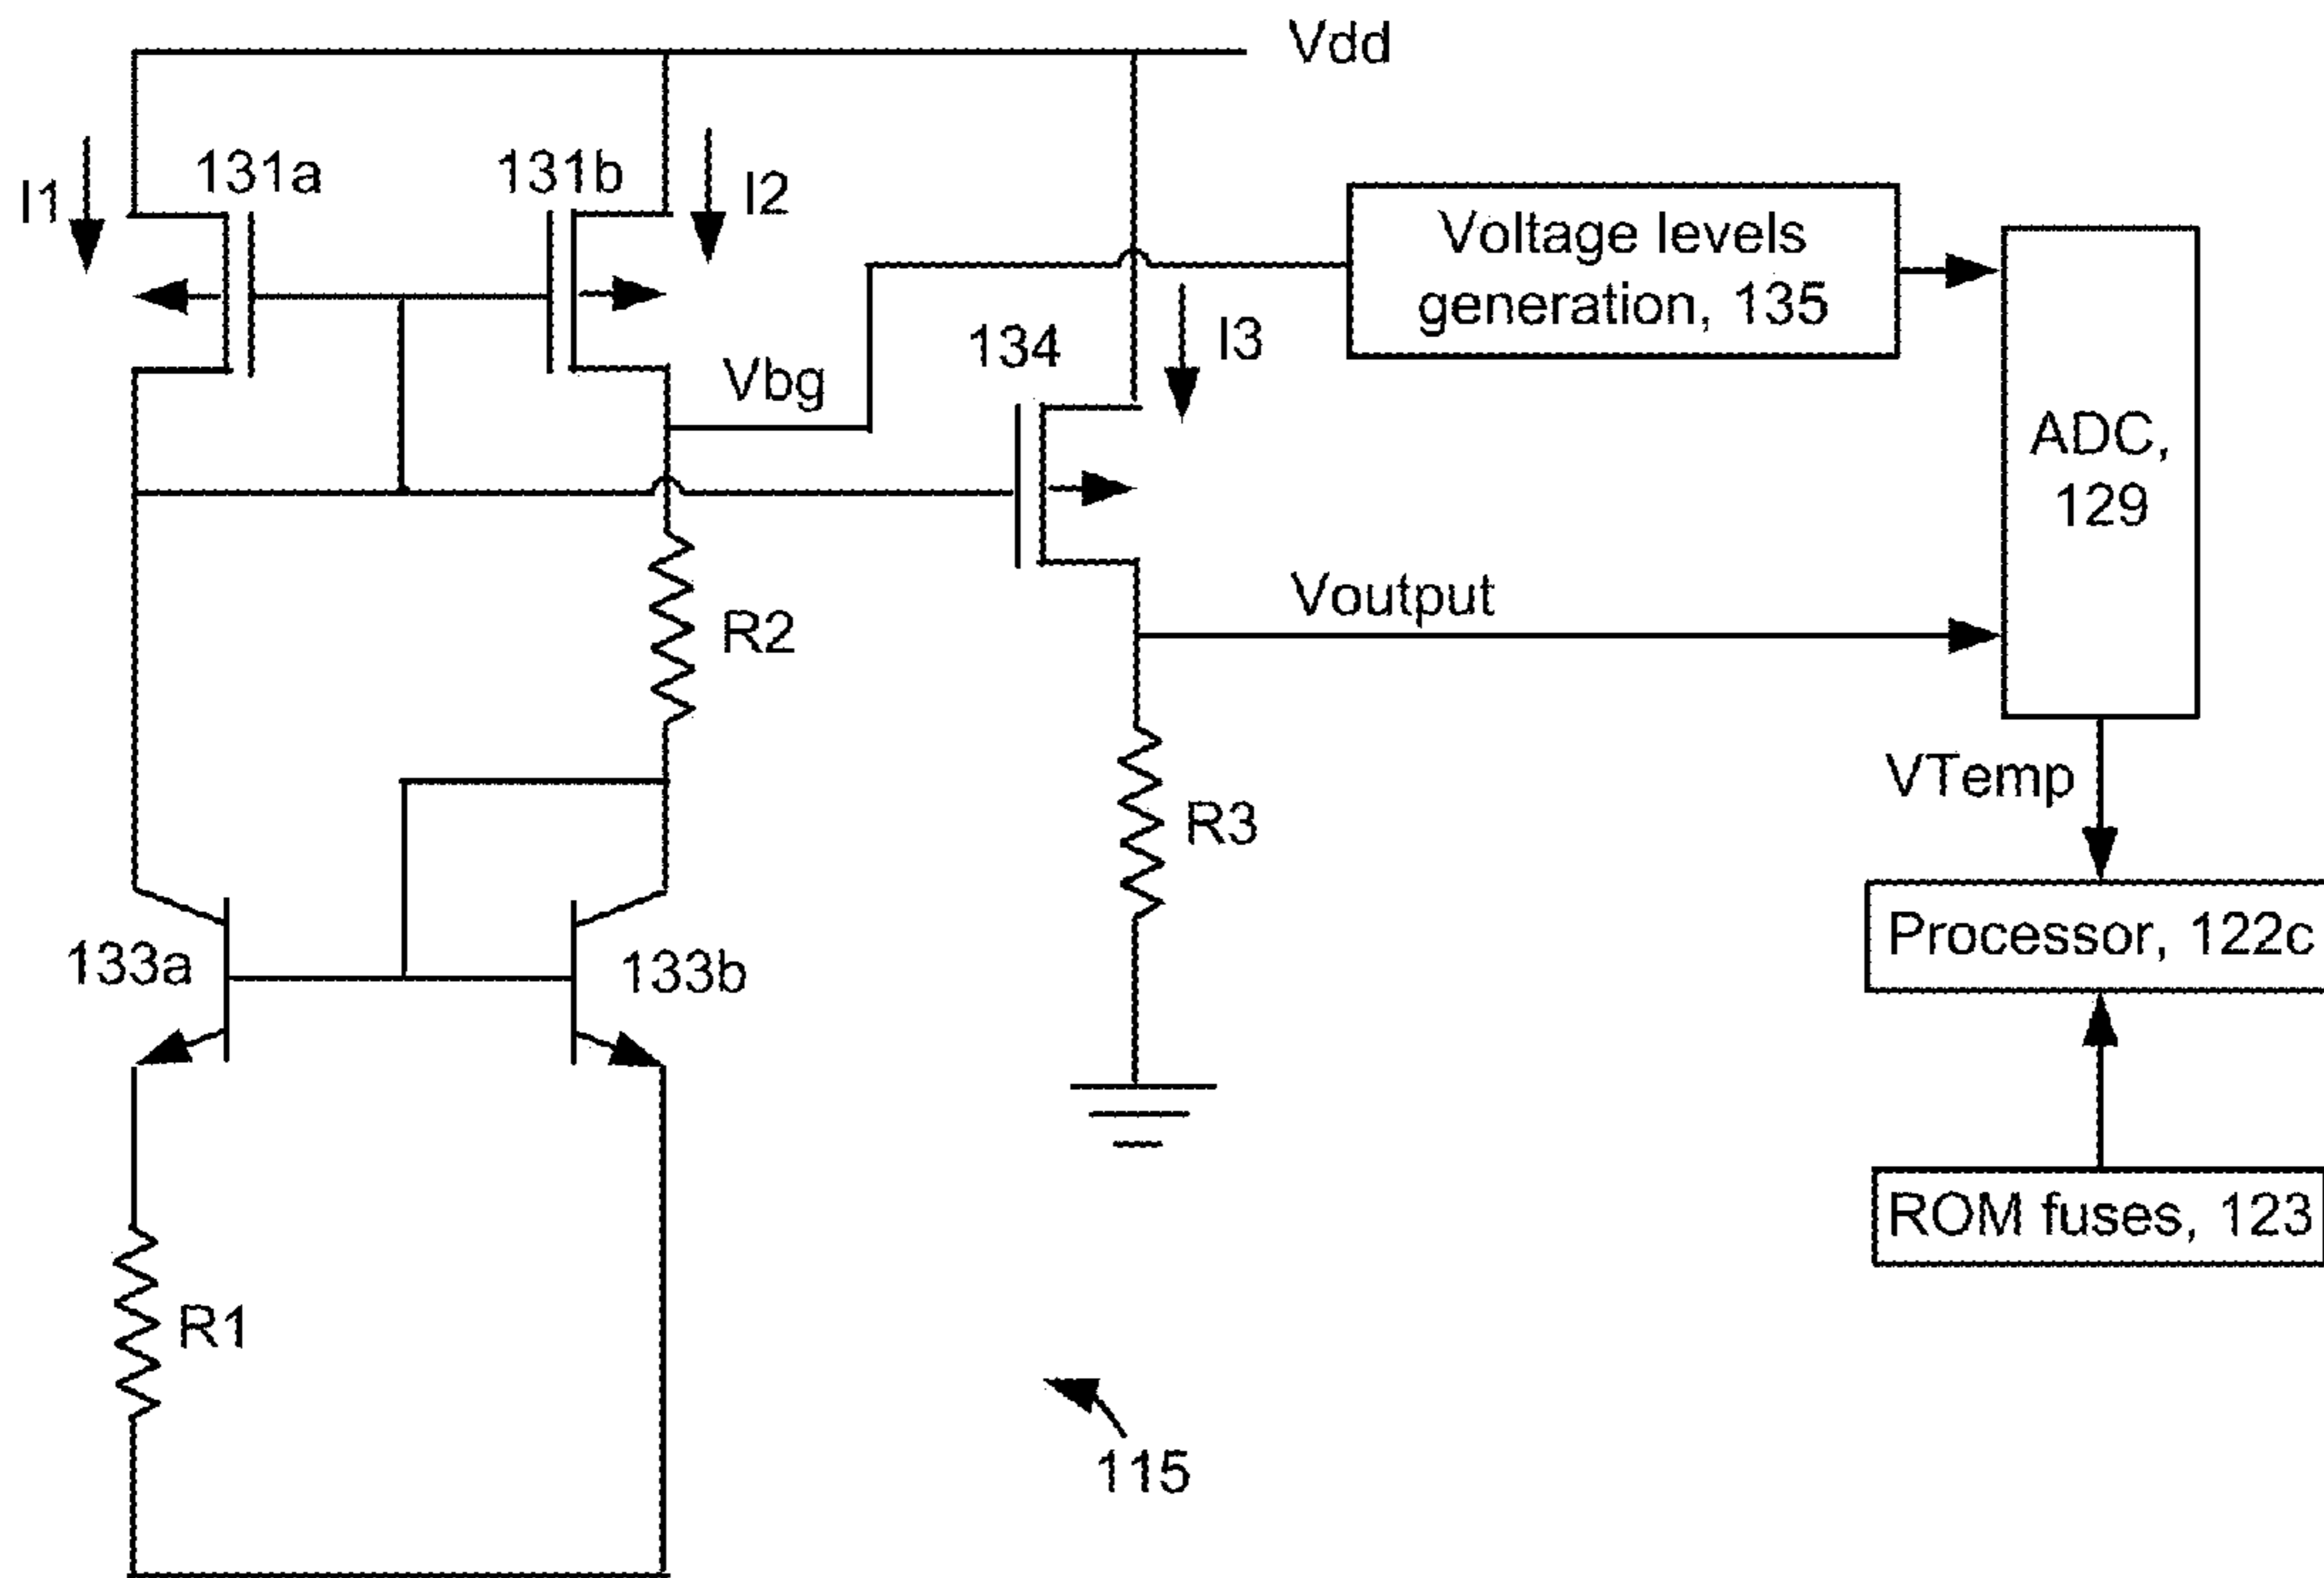 Vdd
131a
131b
I1
I2
Voltage levels
generation, 135
134
I3
Vbg
ADC,
129
Voutput
R2
VTemp
R3
133a
133b
Processor, 122c
ROM fuses, 123
R1
115